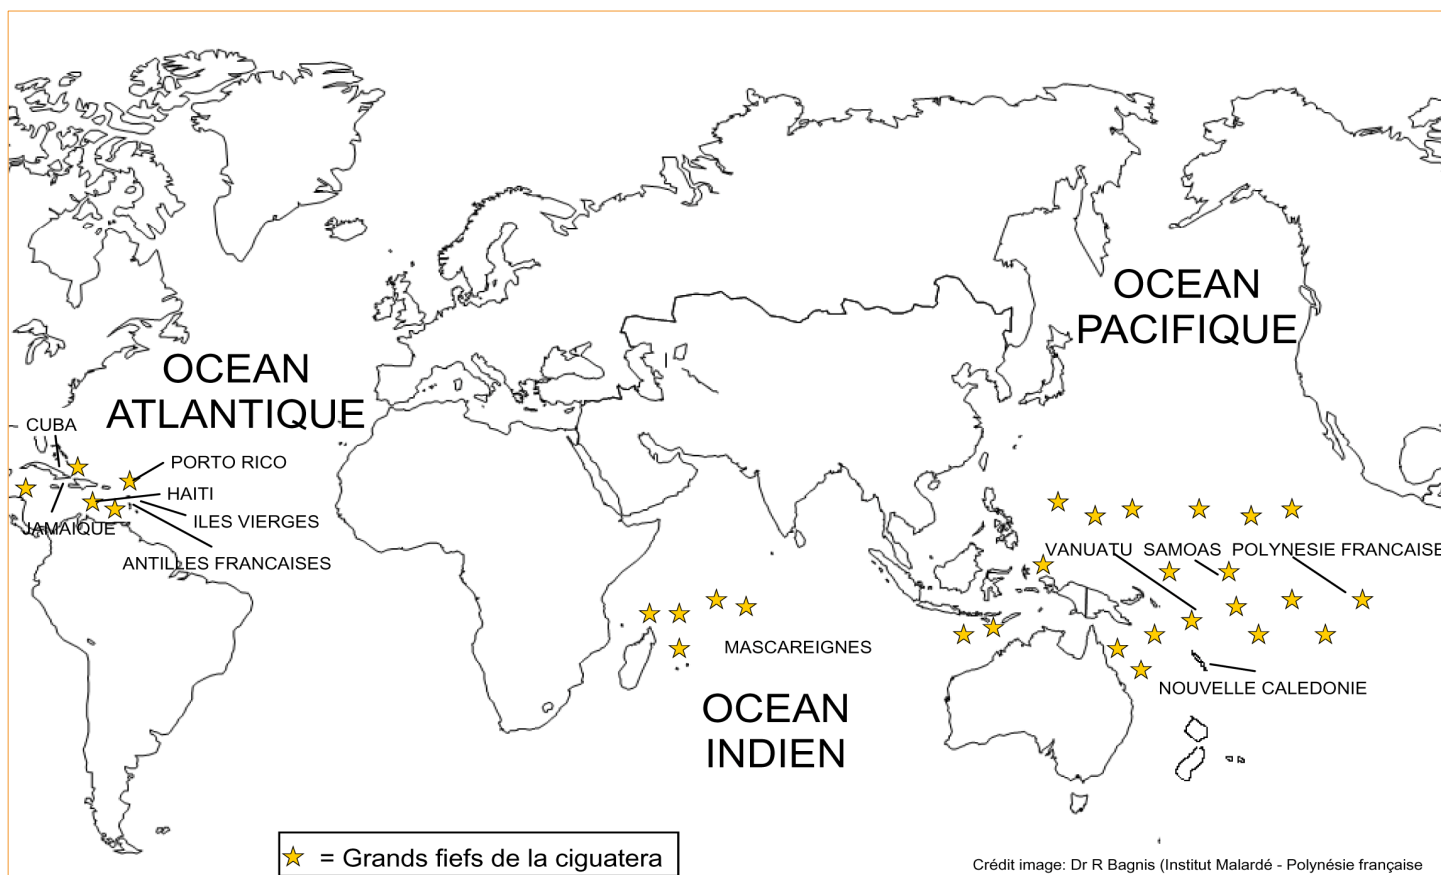 OCEAN
PACIFIQUE
OCEAN
ATLANTIQUE
CUBA
PORTO RICO
HAITI
ILES VIERGES
JAMAIQUE
ANTILLES FRANCAISES
VANUATU SAMOAS POLYNESIE FRANCAISE
MASCAREIGNES
NOUVELLE CALEDONIE
OCEAN
INDIEN
= Grands fiefs de la ciguatera
Crédit image: Dr R Bagnis (Institut Malardé - Polynésie française